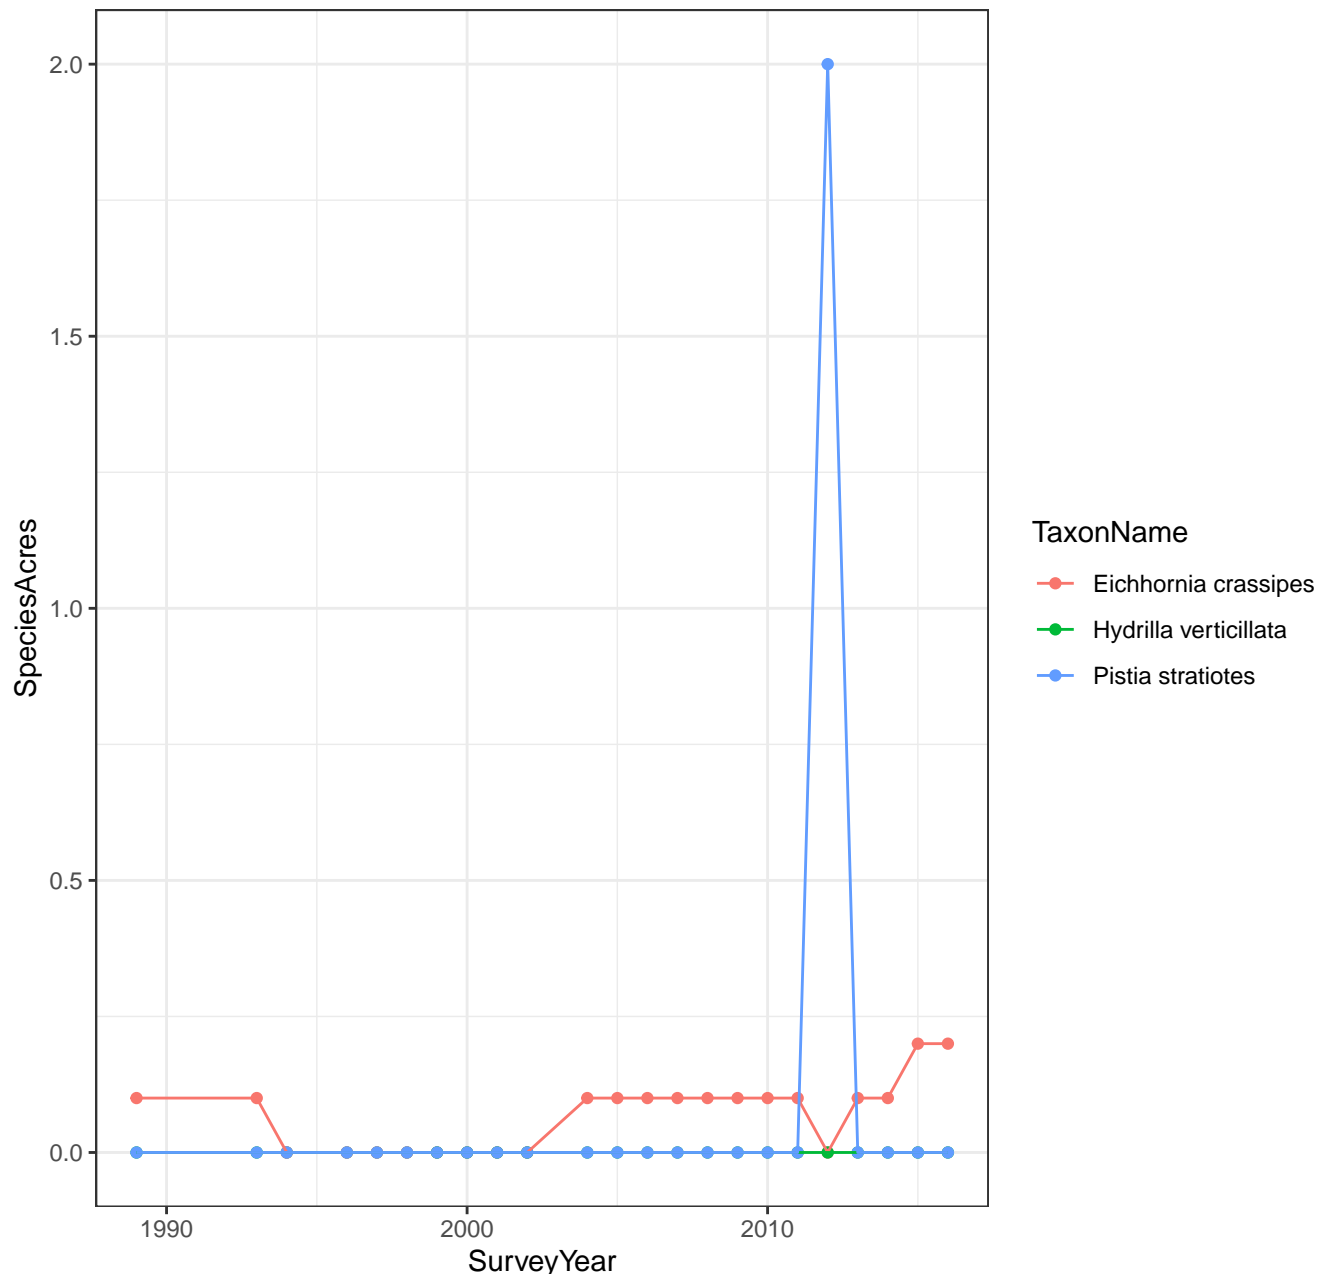 2.0
1.5
1.0
0.5
0.0
SpeciesAcres
1990
2000
2010
SurveyYear
TaxonName
Eichhornia crassipes
Hydrilla verticillata
Pistia stratiotes